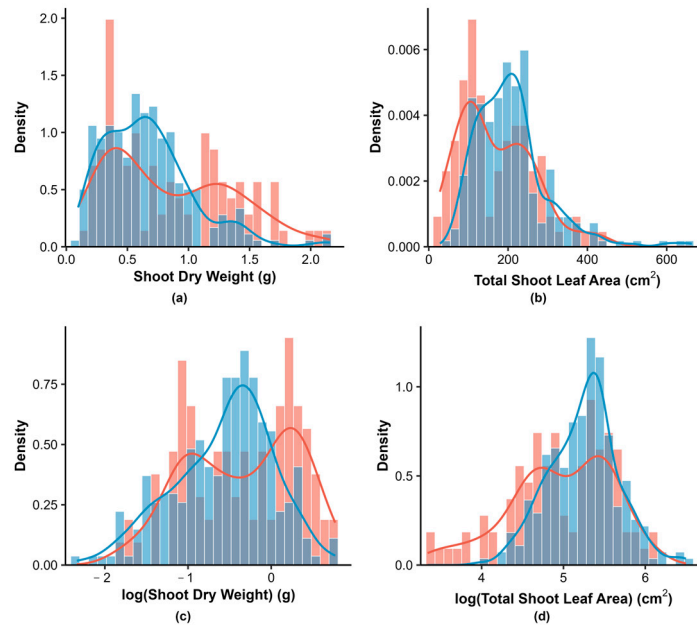 2.0
1.5
1.0
0.5
0.0
Density
0.0 0.5 1.0 1.5 2.0
Shoot Dry Weight (g)
(a)
0.006
0.004
0.002
0.000
Density
0 200 400 600
Total Shoot Leaf Area (cm²)
(b)
0.75
0.50
0.25
0.00
Density
−2 −1 0
log(Shoot Dry Weight) (g)
(c)
1.0
0.5
0.0
Density
4 5 6
log(Total Shoot Leaf Area) (cm²)
(d)